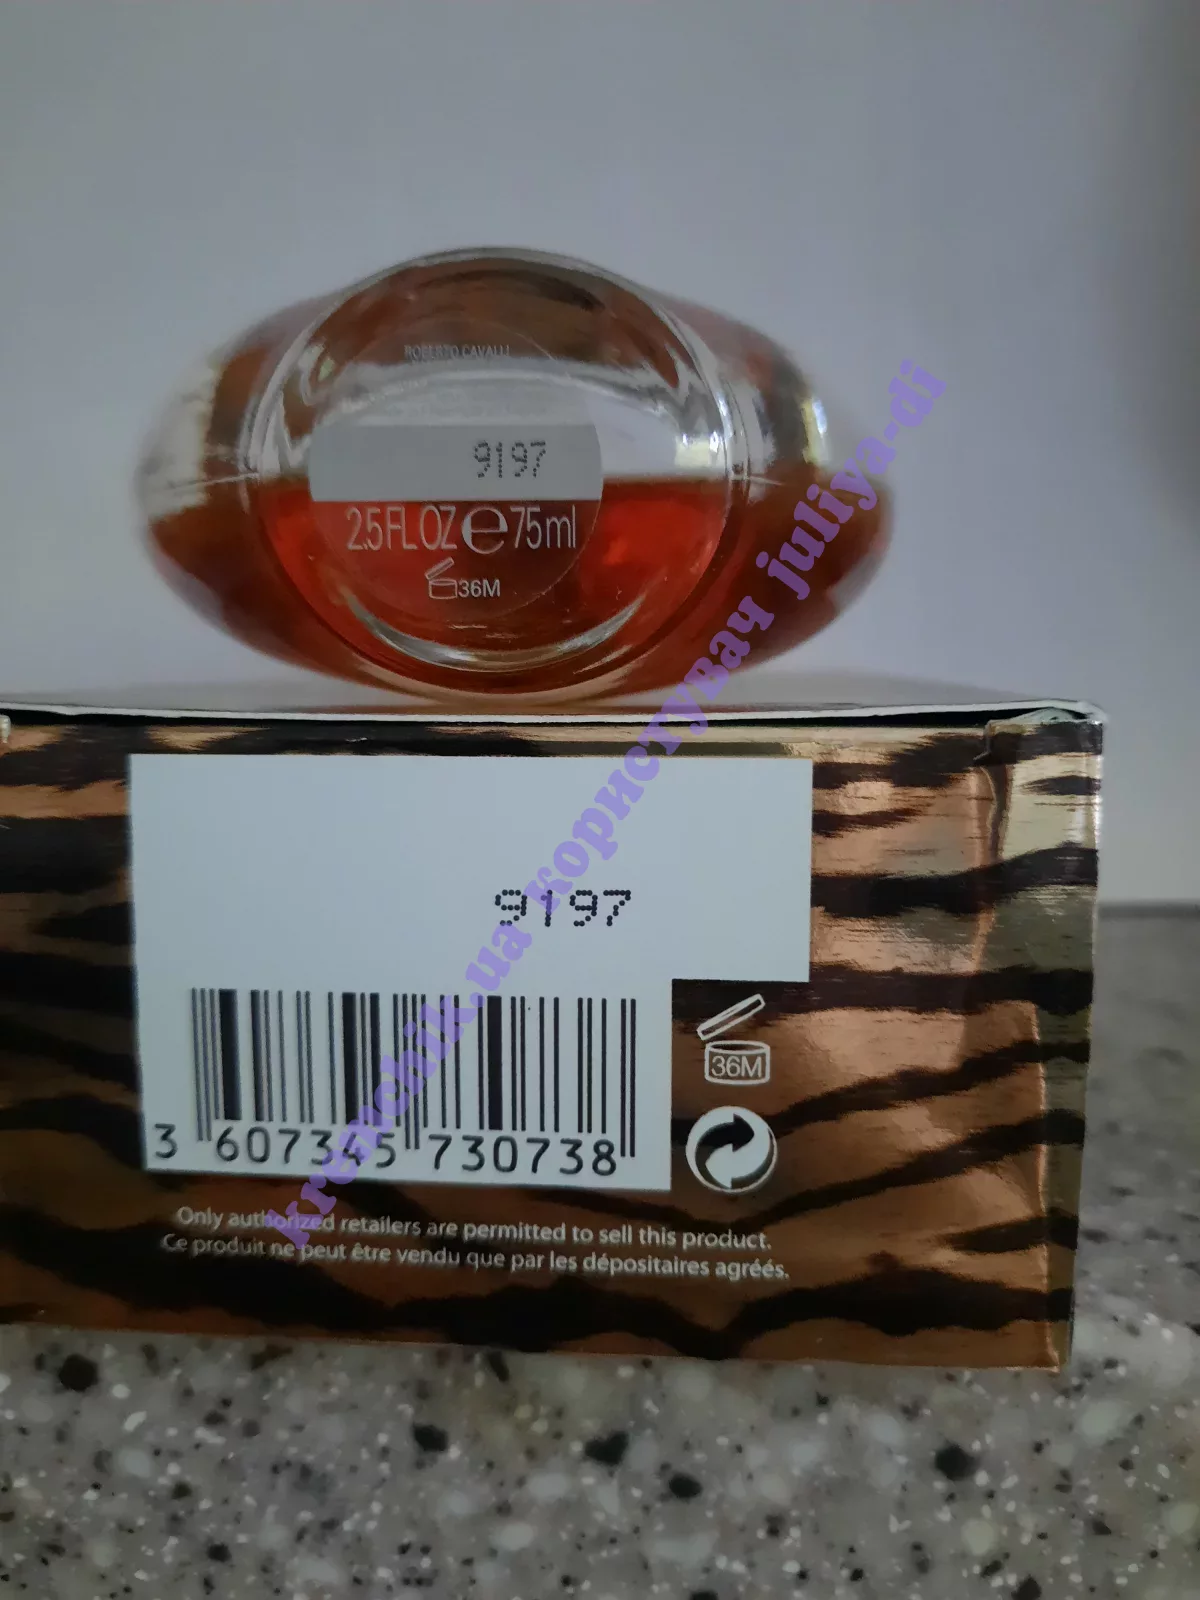 ROBERTO CAVALLI
9197
2.5 FL OZ e 75ml
36M
9197
36M
3 607345 730738
Only authorized retailers are permitted to sell this product.
Ce produit ne peut être vendu que par les dépositaires agréés.
krenchik.ua користувач juliya-di